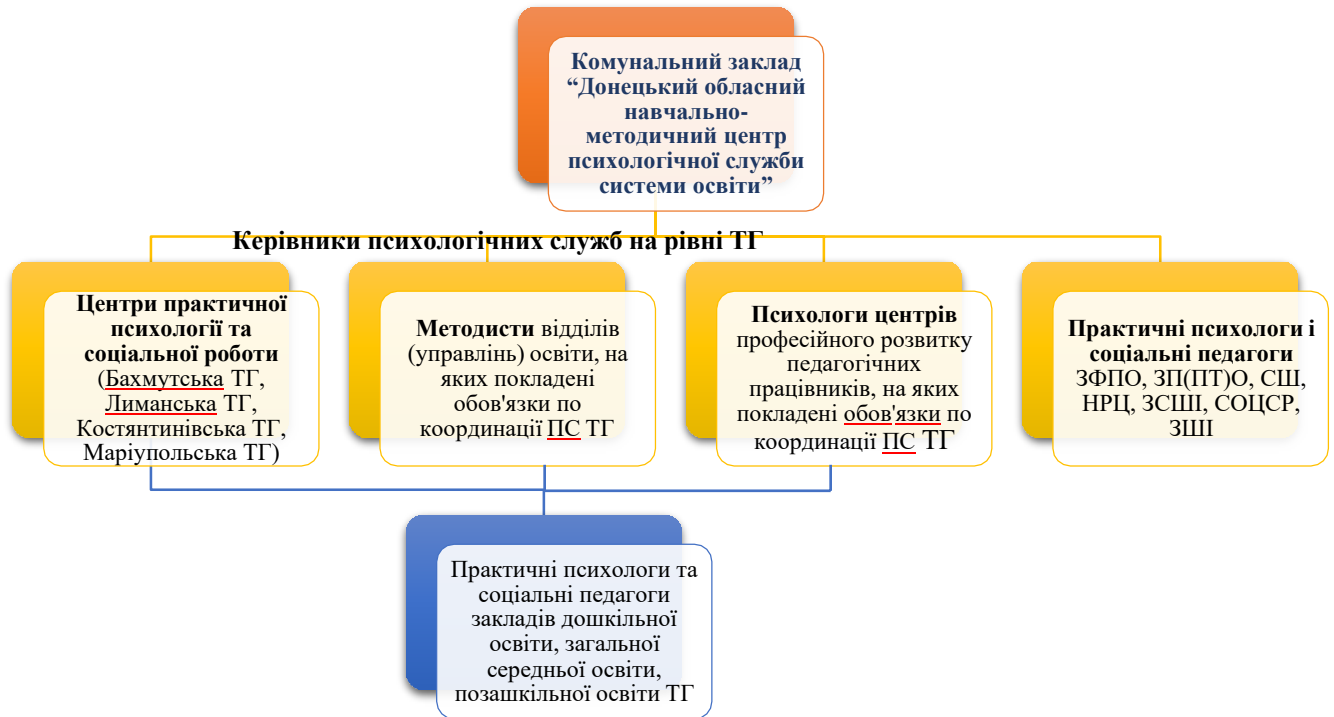 Комунальний заклад
“Донецький обласний
навчально-
методичний центр
психологічної служби
системи освіти”
Керівники психологічних служб на рівні ТГ
Центри практичної
психології та
соціальної роботи
(Бахмутська ТГ,
Лиманська ТГ,
Костянтинівська ТГ,
Маріупольська ТГ)
Методисти відділів
(управлінь) освіти, на
яких покладені
обов'язки по
координації ПС ТГ
Психологи центрів
професійного розвитку
педагогічних
працівників, на яких
покладені обов'язки по
координації ПС ТГ
Практичні психологи і
соціальні педагоги
ЗФПО, ЗП(ПТ)О, СШ,
НРЦ, ЗСШІ, СОЦСР,
ЗШІ
Практичні психологи та
соціальні педагоги
закладів дошкільної
освіти, загальної
середньої освіти,
позашкільної освіти ТГ